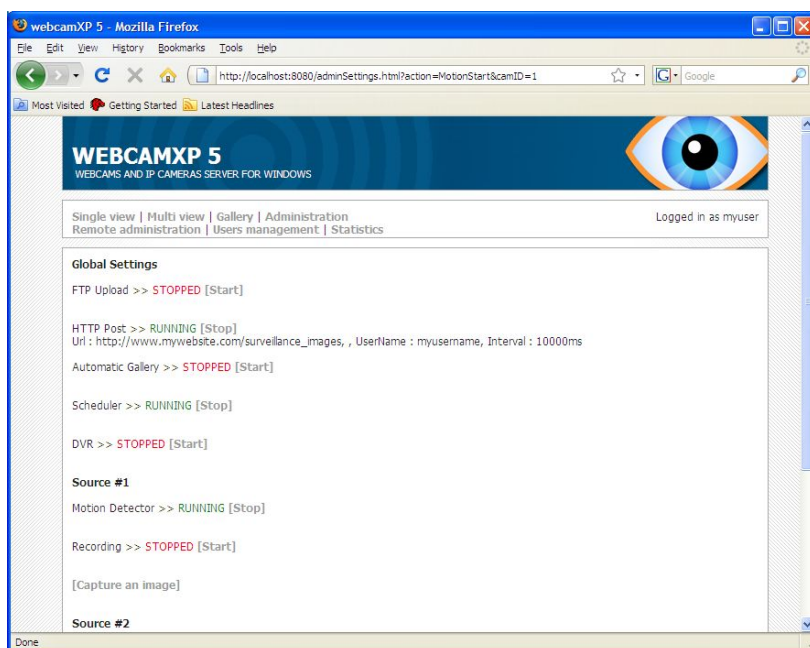 webcamXP 5 - Mozilla Firefox
File Edit View History Bookmarks Tools Help
http://localhost:8080/adminSettings.html?action=MotionStart&camID=1
G Google
Most Visited Getting Started Latest Headlines
WEBCAMXP 5
WEBCAMS AND IP CAMERAS SERVER FOR WINDOWS
Single view | Multi view | Gallery | Administration
Logged in as myuser
Remote administration | Users management | Statistics
Global Settings
FTP Upload >> STOPPED [Start]
HTTP Post >> RUNNING [Stop]
Url : http://www.mywebsite.com/surveillance_images, , UserName : myusername, Interval : 10000ms
Automatic Gallery >> STOPPED [Start]
Scheduler >> RUNNING [Stop]
DVR >> STOPPED [Start]
Source #1
Motion Detector >> RUNNING [Stop]
Recording >> STOPPED [Start]
[Capture an image]
Source #2
Done